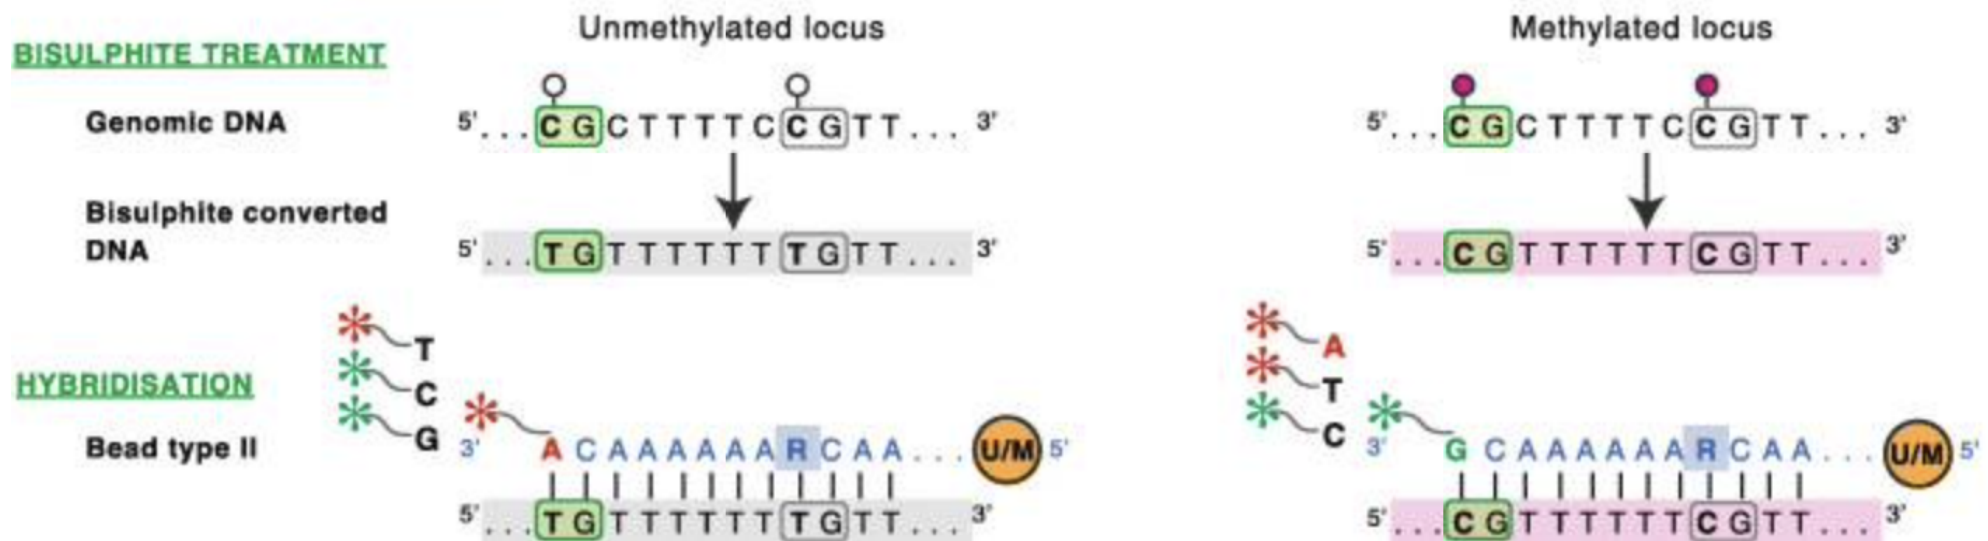 Unmethylated locus
Methylated locus
BISULPHITE TREATMENT
Genomic DNA
5'...CGCTTTTCCGTT... 3'
5'...CGCTTTTCCGTT... 3'
Bisulphite converted
DNA
5' ...TGTTTTTTTGTT... 3'
5' ...CGTTTTTTCGTT... 3'
T
C
G
A
T
C
HYBRIDISATION
Bead type II
3' ACAAAAAARCAA... U/M 5'
3' GCAAAAAARCAA... U/M 5'
5' ...TGTTTTTTTGTT... 3'
5' ...CGTTTTTTCGTT... 3'